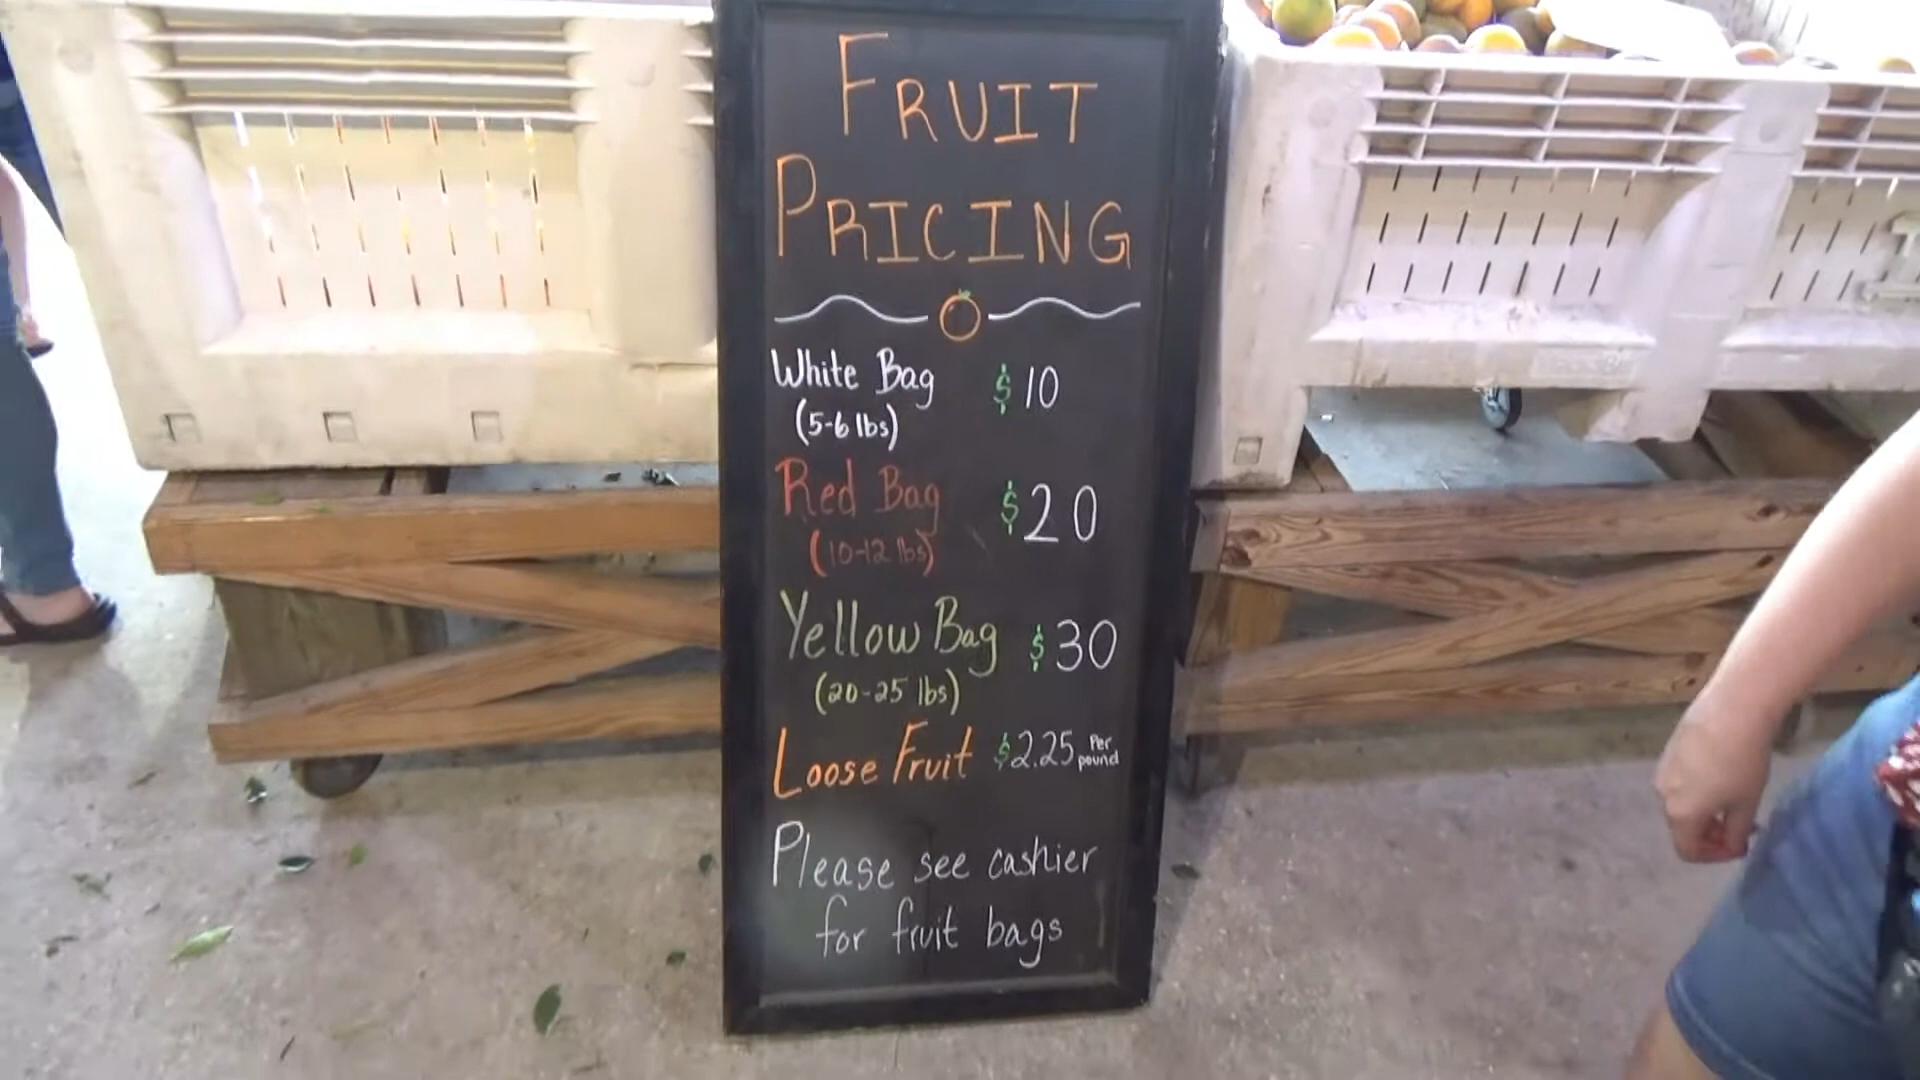 FRUIT
PRICING
White Bag $10
(5-6 lbs)
Red Bag $20
(10-12 lbs)
Yellow Bag $30
(20-25 lbs)
Loose Fruit $2.25 Per pound
Please see cashier
for fruit bags